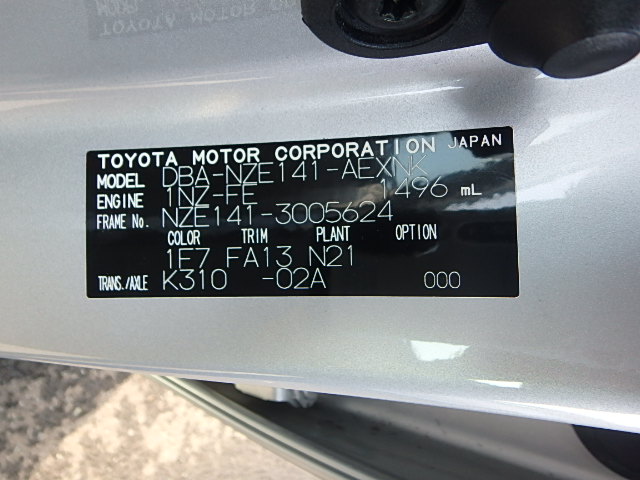 TOYOTA MOTOR CORPORATION JAPAN
MODEL DBA-NZE141-AEXNK
ENGINE 1NZ-FE 1496 mL
FRAME No. NZE141-3005624
COLOR TRIM PLANT OPTION
1F7 FA13 N21
TRANS./AXLE K310 -02A 000